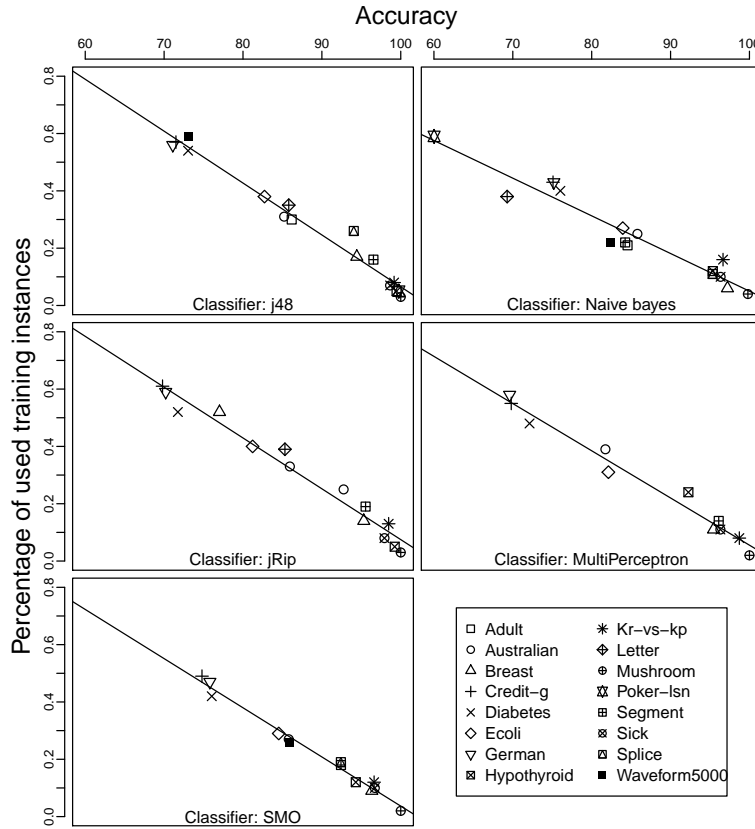 Accuracy
60 70 80 90 100
60 70 80 90 100
Percentage of used training instances
0.0 0.2 0.4 0.6 0.8
Classifier: j48
Classifier: Naive bayes
0.0 0.2 0.4 0.6 0.8
Classifier: jRip
Classifier: MultiPerceptron
0.0 0.2 0.4 0.6 0.8
Classifier: SMO
Adult
Australian
Breast
Credit-g
Diabetes
Ecoli
German
Hypothyroid
Kr-vs-kp
Letter
Mushroom
Poker-lsn
Segment
Sick
Splice
Waveform5000